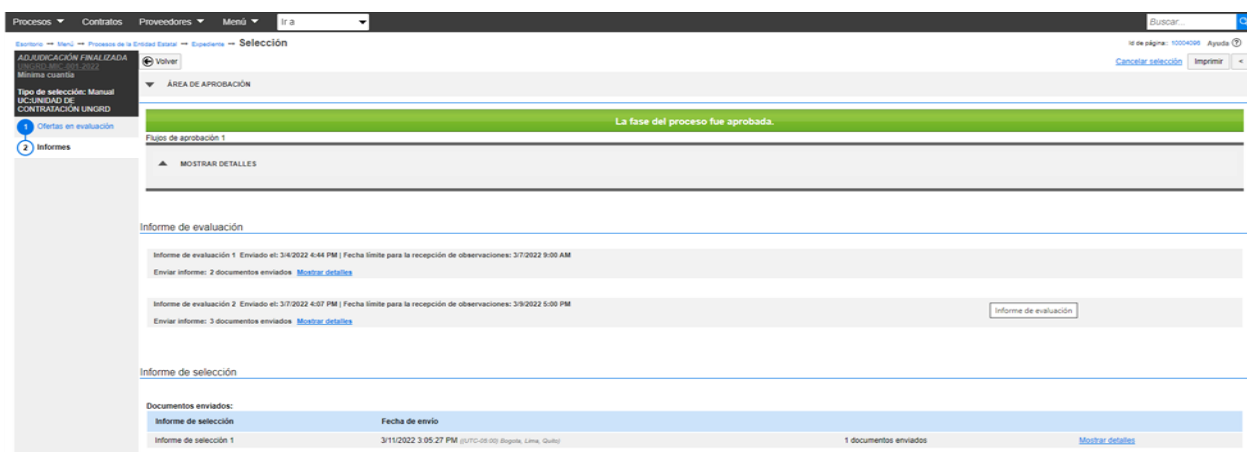 Procesos Contratos Proveedores Menú Ir a Buscar...
Escritorio → Menú → Procesos de la Entidad Estatal → Expediente → Selección Id de página: 10004098 Ayuda
ADJUDICACIÓN FINALIZADA
UNGRD-MIC-001-2022
Mínima cuantía
Tipo de selección: Manual
UC:UNIDAD DE
CONTRATACIÓN UNGRD
1 Ofertas en evaluación
2 Informes
Volver Cancelar selección Imprimir <
ÁREA DE APROBACIÓN
La fase del proceso fue aprobada.
Flujos de aprobación 1
MOSTRAR DETALLES
Informe de evaluación
Informe de evaluación 1 Enviado el: 3/4/2022 4:44 PM | Fecha límite para la recepción de observaciones: 3/7/2022 9:00 AM
Enviar informe: 2 documentos enviados Mostrar detalles
Informe de evaluación 2 Enviado el: 3/7/2022 4:07 PM | Fecha límite para la recepción de observaciones: 3/9/2022 5:00 PM
Informe de evaluación
Enviar informe: 3 documentos enviados Mostrar detalles
Informe de selección
Documentos enviados:
Informe de selección Fecha de envío
Informe de selección 1 3/11/2022 3:05:27 PM ((UTC-05:00) Bogota, Lima, Quito) 1 documentos enviados Mostrar detalles